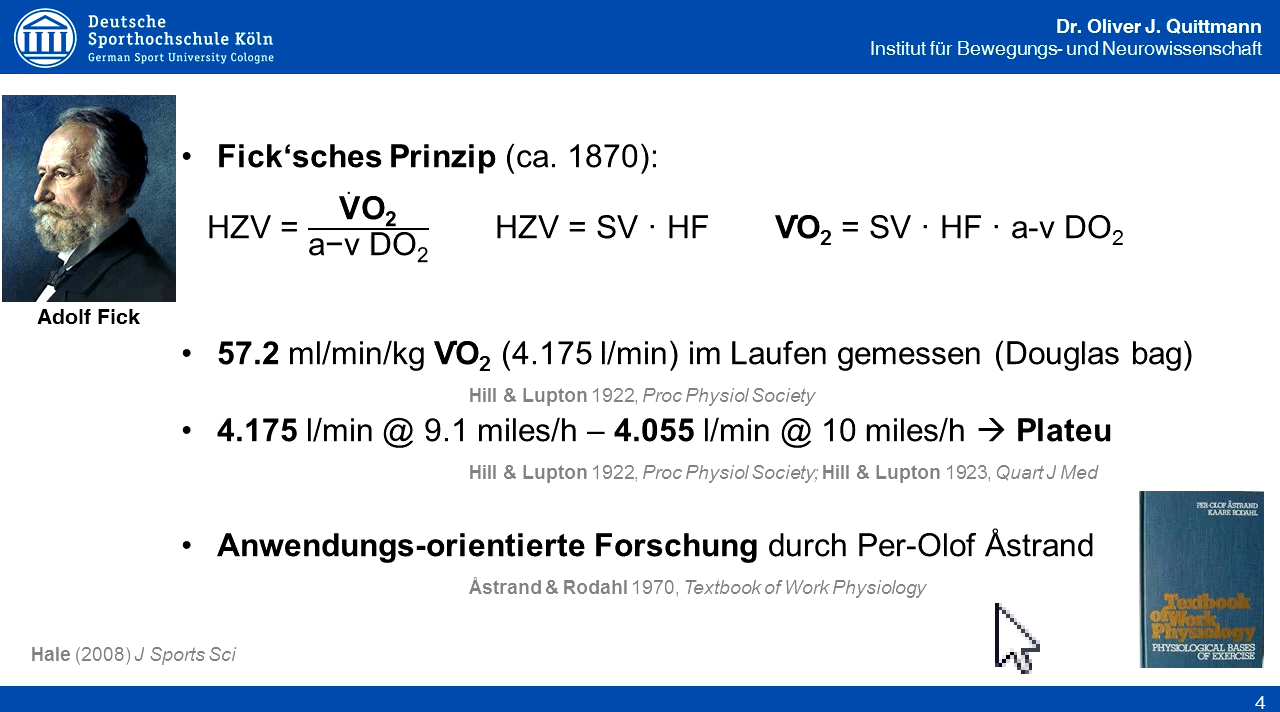 Deutsche
Sporthochschule Köln
German Sport University Cologne
Dr. Oliver J. Quittmann
Institut für Bewegungs- und Neurowissenschaft
Adolf Fick
• Fick‘sches Prinzip (ca. 1870):
HZV = V̇O₂ / a−v DO₂ HZV = SV · HF V̇O₂ = SV · HF · a-v DO₂
• 57.2 ml/min/kg V̇O₂ (4.175 l/min) im Laufen gemessen (Douglas bag)
Hill & Lupton 1922, Proc Physiol Society
• 4.175 l/min @ 9.1 miles/h – 4.055 l/min @ 10 miles/h → Plateu
Hill & Lupton 1922, Proc Physiol Society; Hill & Lupton 1923, Quart J Med
• Anwendungs-orientierte Forschung durch Per-Olof Åstrand
Åstrand & Rodahl 1970, Textbook of Work Physiology
PER-OLOF ÅSTRAND
KAARE RODAHL
Textbook
of Work
Physiology
PHYSIOLOGICAL BASES
OF EXERCISE
Hale (2008) J Sports Sci
4